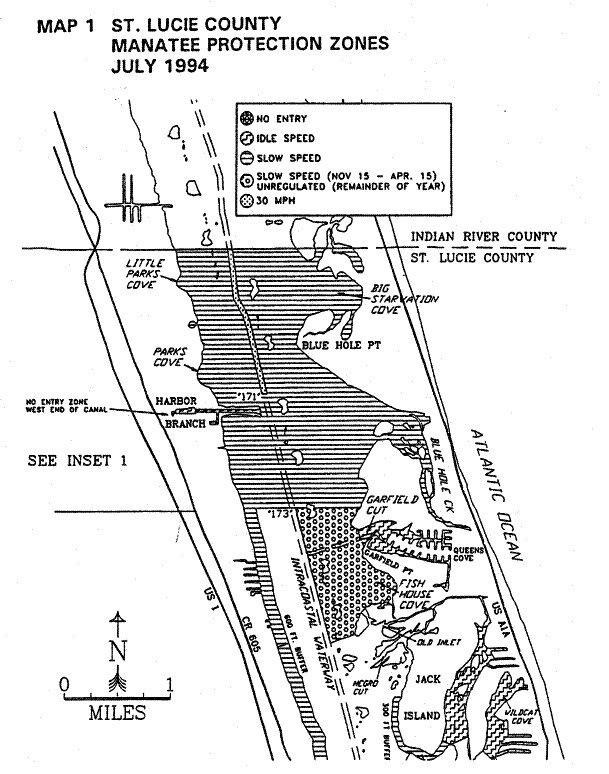 MAP 1 ST. LUCIE COUNTY
MANATEE PROTECTION ZONES
JULY 1994
NO ENTRY
IDLE SPEED
SLOW SPEED
SLOW SPEED (NOV 15 - APR. 15)
UNREGULATED (REMAINDER OF YEAR)
30 MPH
INDIAN RIVER COUNTY
ST. LUCIE COUNTY
LITTLE
PARKS
COVE
BIG
STARVATION
COVE
BLUE HOLE PT
PARKS
COVE
NO ENTRY ZONE
WEST END OF CANAL
HARBOR
BRANCH
"171"
SEE INSET 1
BLUE HOLE CK
ATLANTIC OCEAN
GARFIELD
CUT
"173"
QUEENS
COVE
GARFIELD PT
FISH
HOUSE
COVE
INTRACOASTAL WATERWAY
US 1
CR 605
600 FT. BUFFER
US A1A
OLD INLET
N
0 1
MILES
NEGRO
CUT
JACK
ISLAND
300 FT BUFFER
WILDCAT
COVE